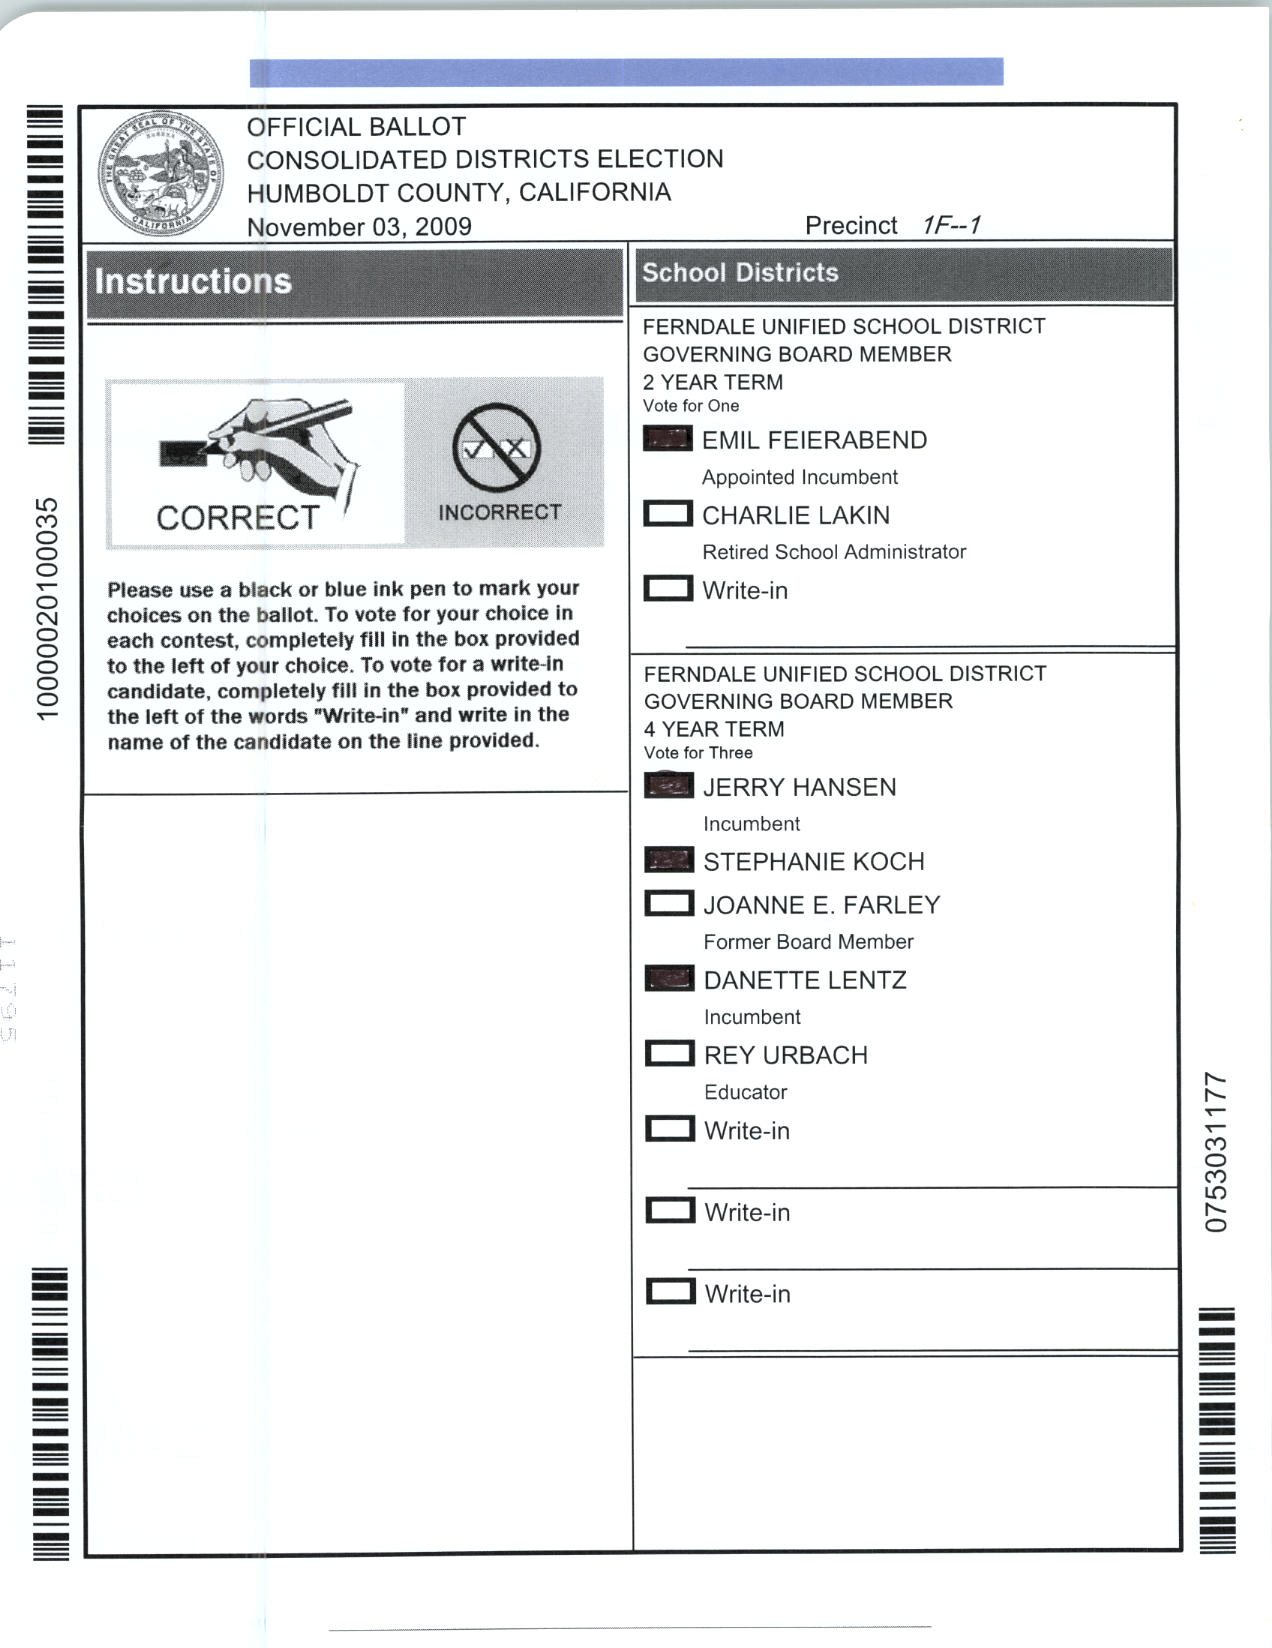 OFFICIAL BALLOT
CONSOLIDATED DISTRICTS ELECTION
HUMBOLDT COUNTY, CALIFORNIA
November 03, 2009
Precinct 1F--1
THE GREAT SEAL OF THE STATE OF CALIFORNIA
EUREKA
Instructions
CORRECT
INCORRECT
Please use a black or blue ink pen to mark your
choices on the ballot. To vote for your choice in
each contest, completely fill in the box provided
to the left of your choice. To vote for a write-in
candidate, completely fill in the box provided to
the left of the words "Write-in" and write in the
name of the candidate on the line provided.
School Districts
FERNDALE UNIFIED SCHOOL DISTRICT
GOVERNING BOARD MEMBER
2 YEAR TERM
Vote for One
EMIL FEIERABEND
Appointed Incumbent
CHARLIE LAKIN
Retired School Administrator
Write-in
FERNDALE UNIFIED SCHOOL DISTRICT
GOVERNING BOARD MEMBER
4 YEAR TERM
Vote for Three
JERRY HANSEN
Incumbent
STEPHANIE KOCH
JOANNE E. FARLEY
Former Board Member
DANETTE LENTZ
Incumbent
REY URBACH
Educator
Write-in
Write-in
Write-in
10000020100035
0753031177